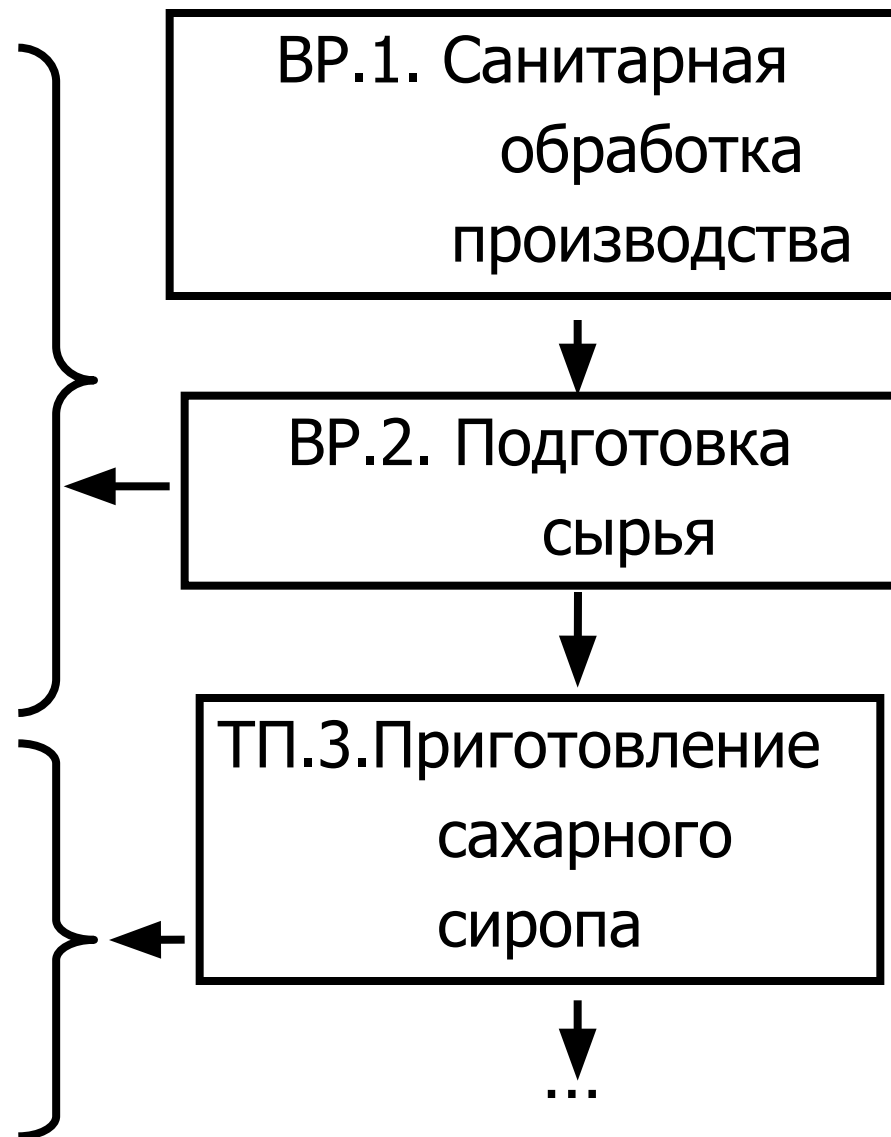 ВР.1. Санитарная
обработка
производства
ВР.2. Подготовка
сырья
ТП.3.Приготовление
сахарного
сиропа
...